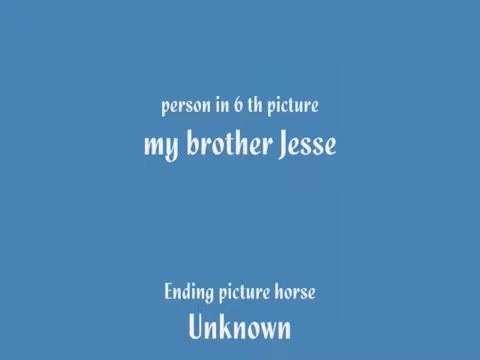 person in 6 th picture
my brother Jesse
Ending picture horse
Unknown